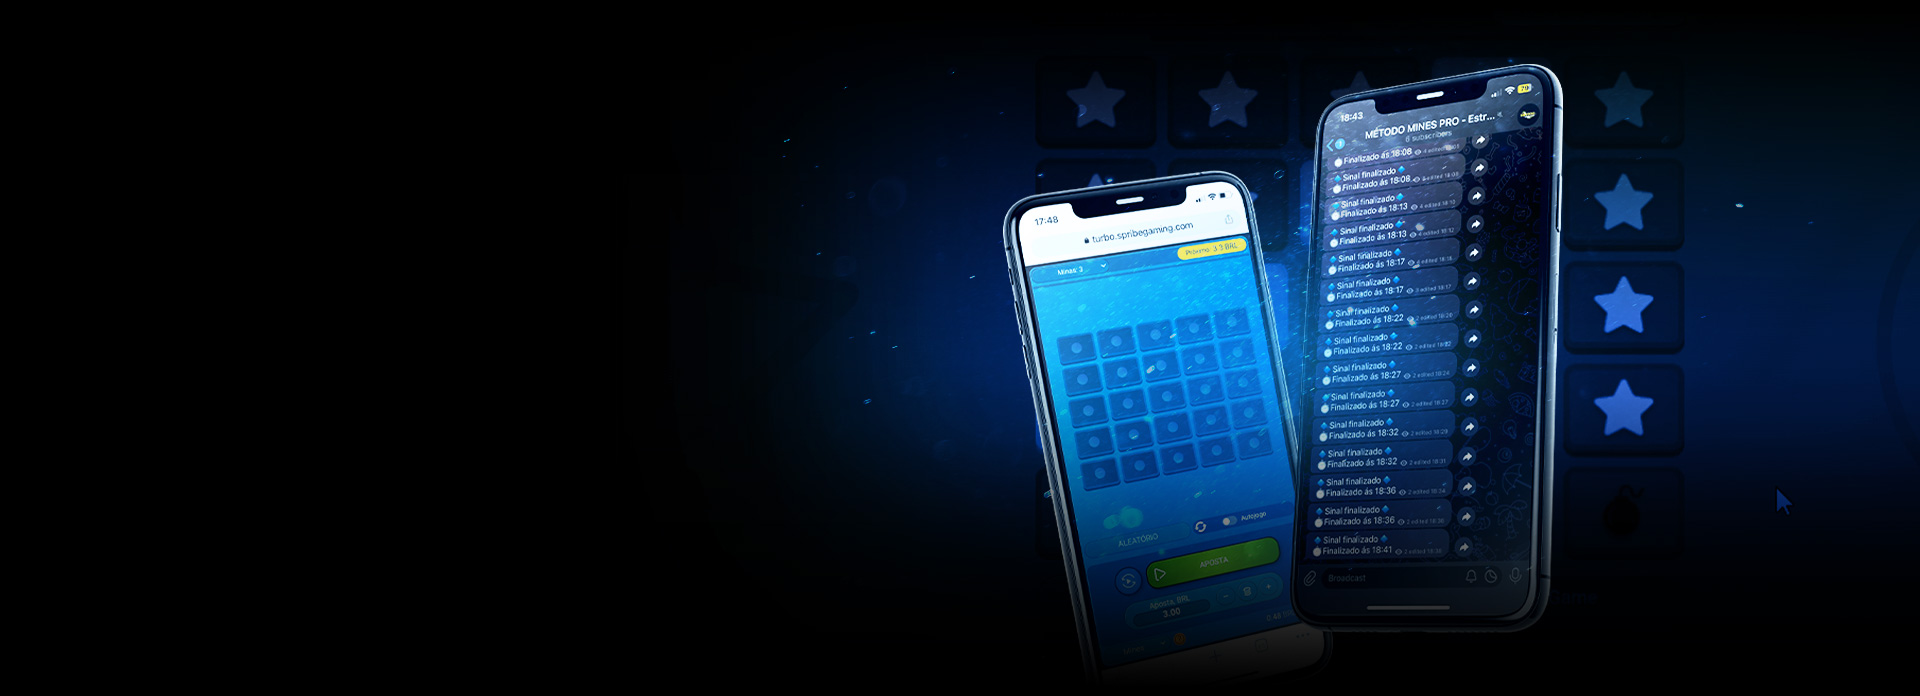 17:48
turbo.spribegaming.com
Minas: 3
Próximo: 3.3 BRL
Autojogo
ALEATÓRIO
APOSTA
Aposta, BRL
3.00
18:43
79
MÉTODO MINES PRO - Estr...
6 subscribers
Finalizado ás 18:08
Sinal finalizado
Finalizado ás 18:08
Sinal finalizado
Finalizado ás 18:13
Sinal finalizado
Finalizado ás 18:13
Sinal finalizado
Finalizado ás 18:17
Sinal finalizado
Finalizado ás 18:17
Sinal finalizado
Finalizado ás 18:22
Sinal finalizado
Finalizado ás 18:22
Sinal finalizado
Finalizado ás 18:27
Sinal finalizado
Finalizado ás 18:27
Sinal finalizado
Finalizado ás 18:32
Sinal finalizado
Finalizado ás 18:32
Sinal finalizado
Finalizado ás 18:36
Sinal finalizado
Finalizado ás 18:36
Sinal finalizado
Finalizado ás 18:41
Broadcast